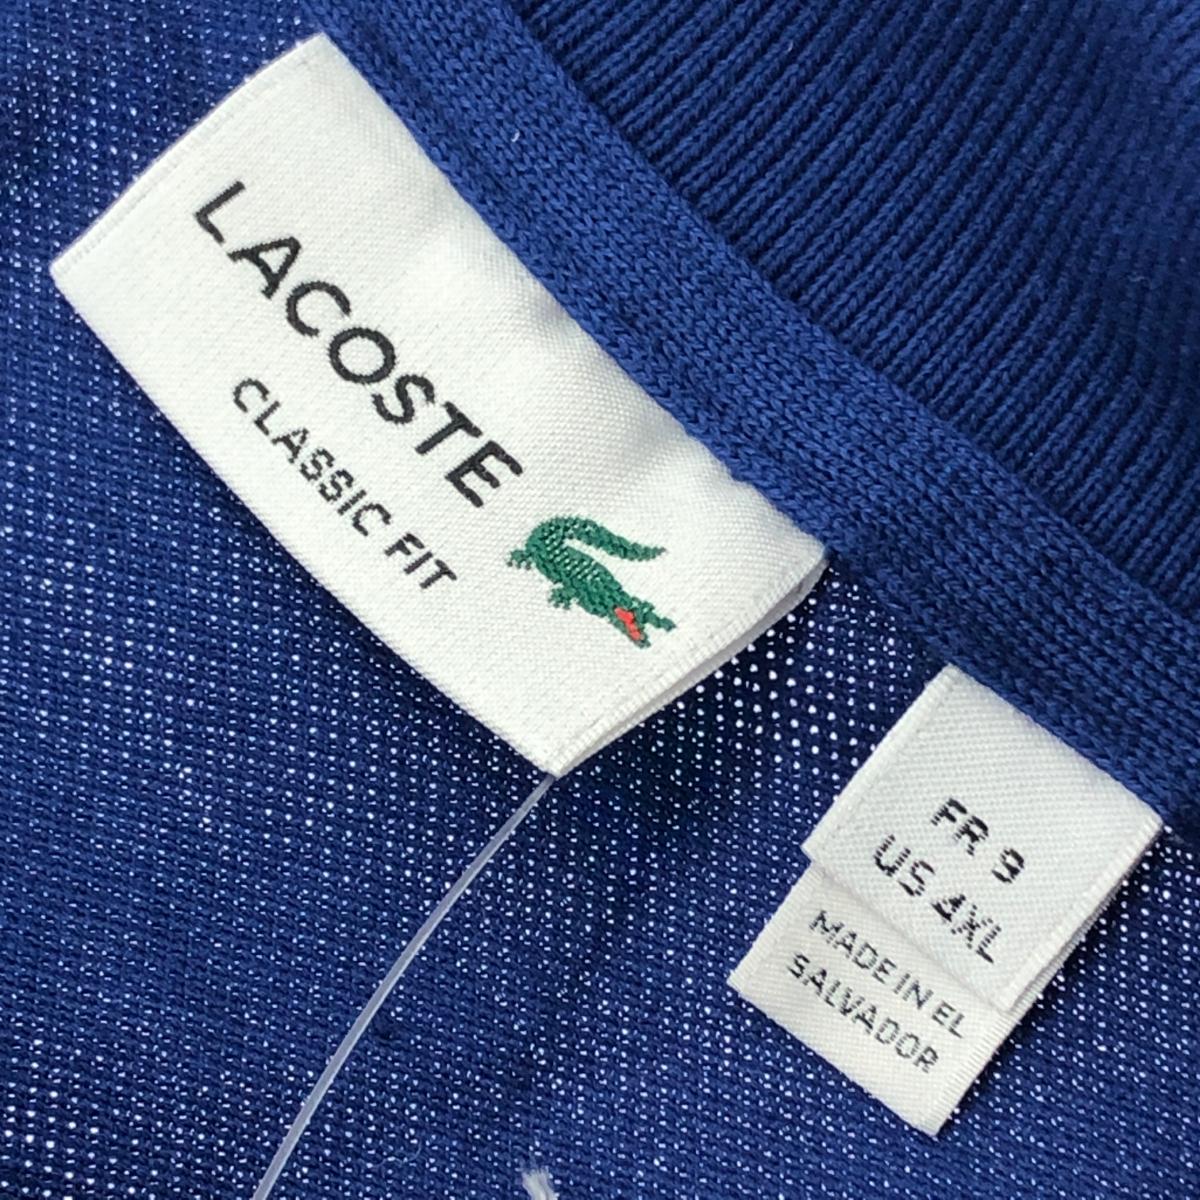 LACOSTE
CLASSIC FIT
FR 9
US 4XL
MADE IN EL
SALVADOR